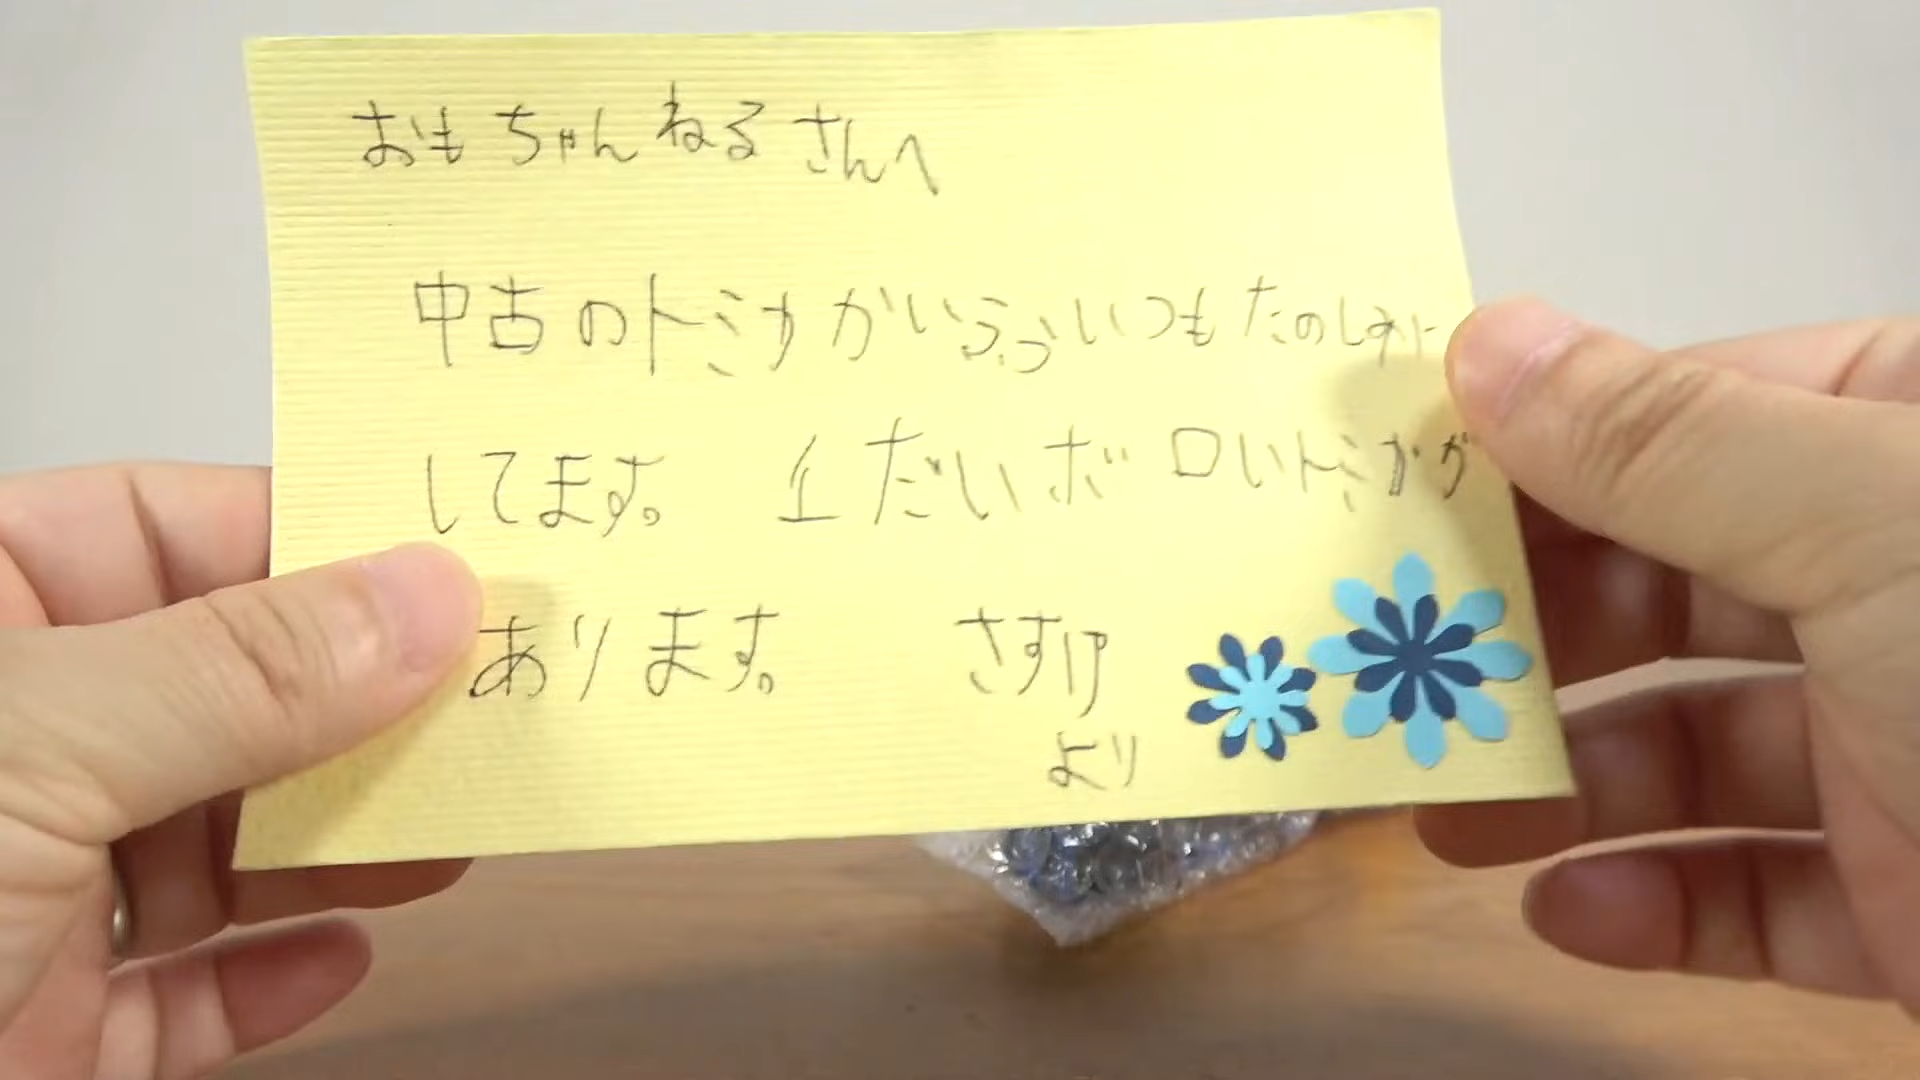 おもちゃんねるさんへ
中古のトミカかいふういつもたのしみに
してます。 1だいボロいトミカが
あります。 さすけ
より